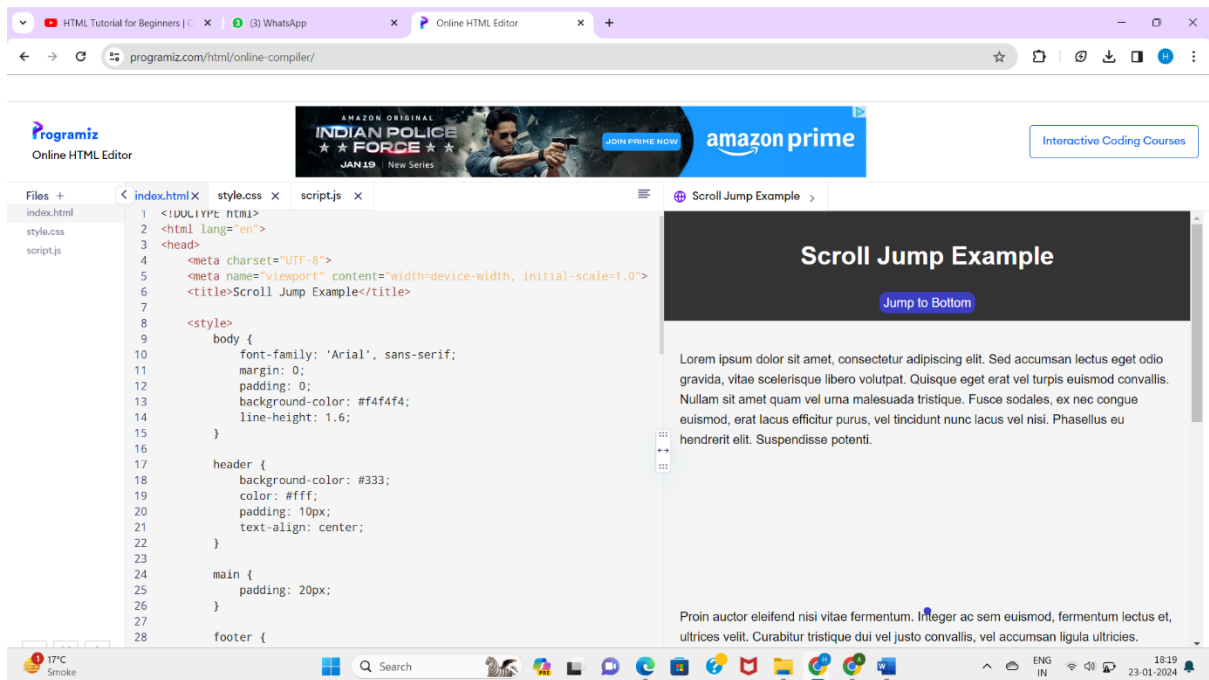 HTML Tutorial for Beginners | C
(3) WhatsApp
Online HTML Editor
programiz.com/html/online-compiler/
H
Programiz
Online HTML Editor
AMAZON ORIGINAL
INDIAN POLICE
FORCE
JAN 19 New Series
JOIN PRIME NOW
amazon prime
Interactive Coding Courses
Files +
index.html
style.css
script.js
index.html X style.css X script.js X
1 <!DOCTYPE html>
2 <html lang="en">
3 <head>
4 <meta charset="UTF-8">
5 <meta name="viewport" content="width=device-width, initial-scale=1.0">
6 <title>Scroll Jump Example</title>
7
8 <style>
9 body {
10 font-family: 'Arial', sans-serif;
11 margin: 0;
12 padding: 0;
13 background-color: #f4f4f4;
14 line-height: 1.6;
15 }
16
17 header {
18 background-color: #333;
19 color: #fff;
20 padding: 10px;
21 text-align: center;
22 }
23
24 main {
25 padding: 20px;
26 }
27
28 footer {
Scroll Jump Example >
Scroll Jump Example
Jump to Bottom
Lorem ipsum dolor sit amet, consectetur adipiscing elit. Sed accumsan lectus eget odio
gravida, vitae scelerisque libero volutpat. Quisque eget erat vel turpis euismod convallis.
Nullam sit amet quam vel urna malesuada tristique. Fusce sodales, ex nec congue
euismod, erat lacus efficitur purus, vel tincidunt nunc lacus vel nisi. Phasellus eu
hendrerit elit. Suspendisse potenti.
Proin auctor eleifend nisi vitae fermentum. Integer ac sem euismod, fermentum lectus et,
ultrices velit. Curabitur tristique dui vel justo convallis, vel accumsan ligula ultricies.
1
17°C
Smoke
Search
PRE
ENG
IN
18:19
23-01-2024